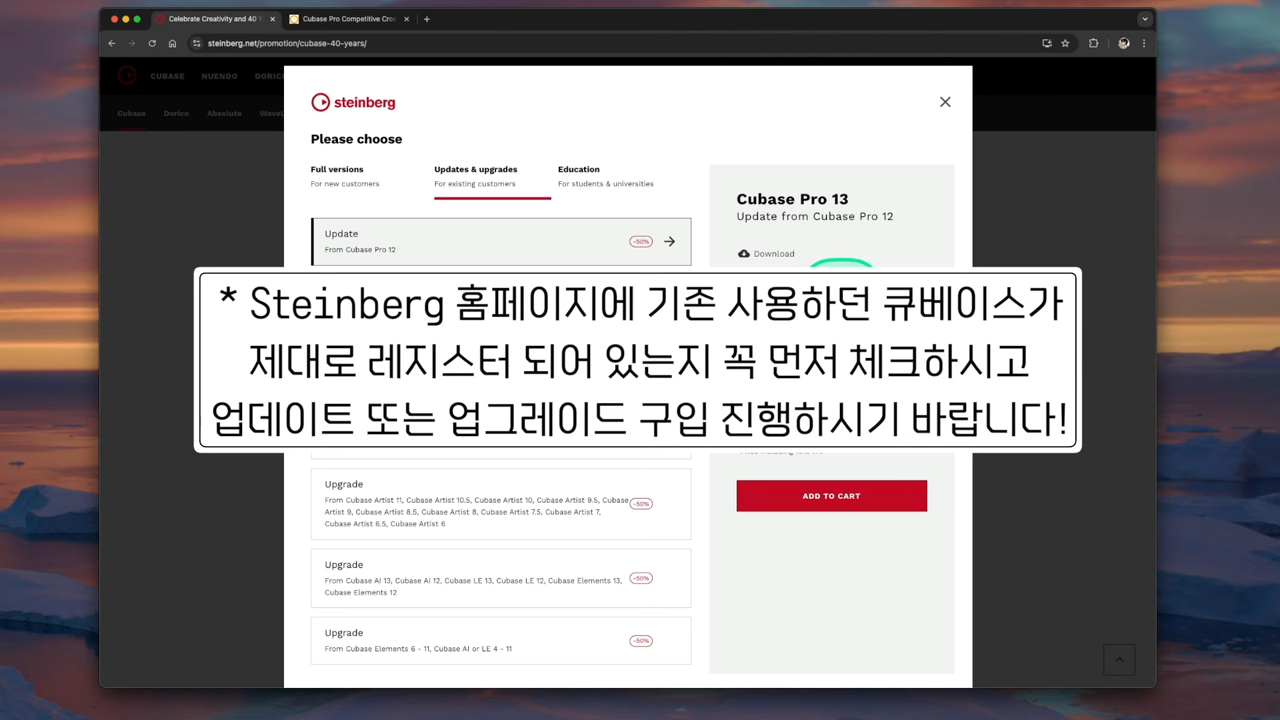 Celebrate Creativity and 40 Y
Cubase Pro Competitive Cros
steinberg.net/promotion/cubase-40-years/
CUBASE NUENDO DORICO
Cubase Dorico Absolute Wavel
steinberg
Please choose
Full versions
For new customers
Updates & upgrades
For existing customers
Education
For students & universities
Update
From Cubase Pro 12
-50%
Cubase Pro 13
Update from Cubase Pro 12
Download
* Steinberg 홈페이지에 기존 사용하던 큐베이스가
제대로 레지스터 되어 있는지 꼭 먼저 체크하시고
업데이트 또는 업그레이드 구입 진행하시기 바랍니다!
Upgrade
From Cubase Artist 11, Cubase Artist 10.5, Cubase Artist 10, Cubase Artist 9.5, Cubase
Artist 9, Cubase Artist 8.5, Cubase Artist 8, Cubase Artist 7.5, Cubase Artist 7,
Cubase Artist 6.5, Cubase Artist 6
-50%
ADD TO CART
Upgrade
From Cubase AI 13, Cubase AI 12, Cubase LE 13, Cubase LE 12, Cubase Elements 13,
Cubase Elements 12
-50%
Upgrade
From Cubase Elements 6 - 11, Cubase AI or LE 4 - 11
-50%